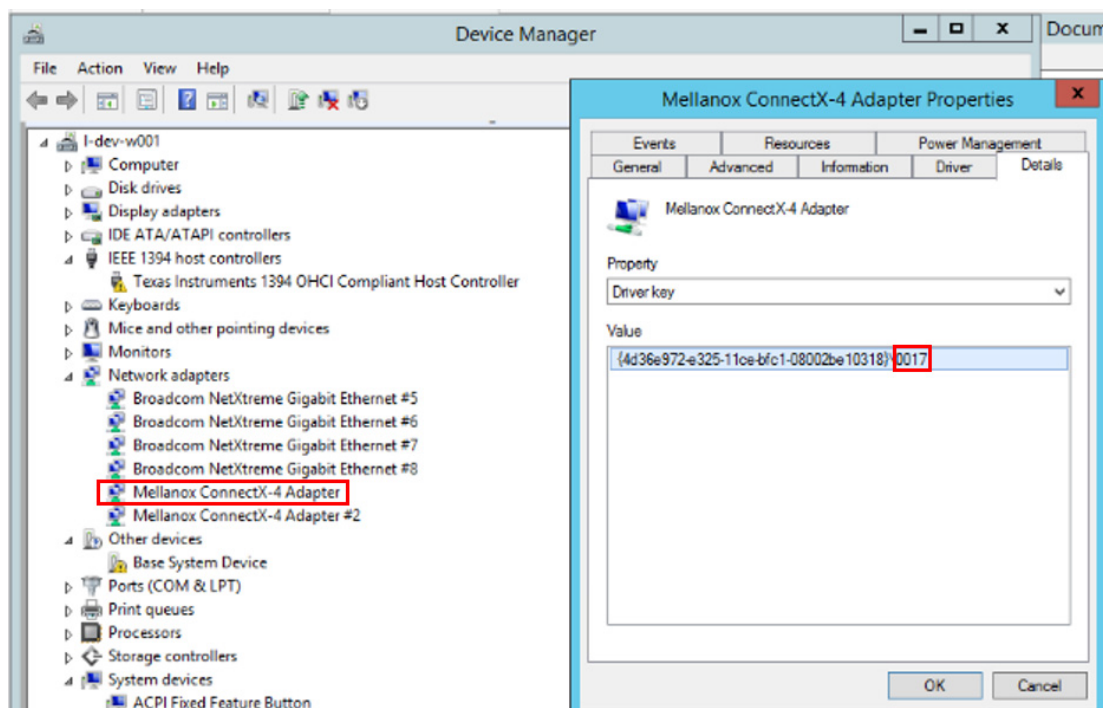 Device Manager
Docum
File Action View Help
I-dev-w001
Computer
Disk drives
Display adapters
IDE ATA/ATAPI controllers
IEEE 1394 host controllers
Texas Instruments 1394 OHCI Compliant Host Controller
Keyboards
Mice and other pointing devices
Monitors
Network adapters
Broadcom NetXtreme Gigabit Ethernet #5
Broadcom NetXtreme Gigabit Ethernet #6
Broadcom NetXtreme Gigabit Ethernet #7
Broadcom NetXtreme Gigabit Ethernet #8
Mellanox ConnectX-4 Adapter
Mellanox ConnectX-4 Adapter #2
Other devices
Base System Device
Ports (COM & LPT)
Print queues
Processors
Storage controllers
System devices
ACPI Fixed Feature Button
Mellanox ConnectX-4 Adapter Properties
Events Resources Power Management
General Advanced Information Driver Details
Mellanox ConnectX-4 Adapter
Property
Driver key
Value
{4d36e972-e325-11ce-bfc1-08002be10318}\0017
OK Cancel